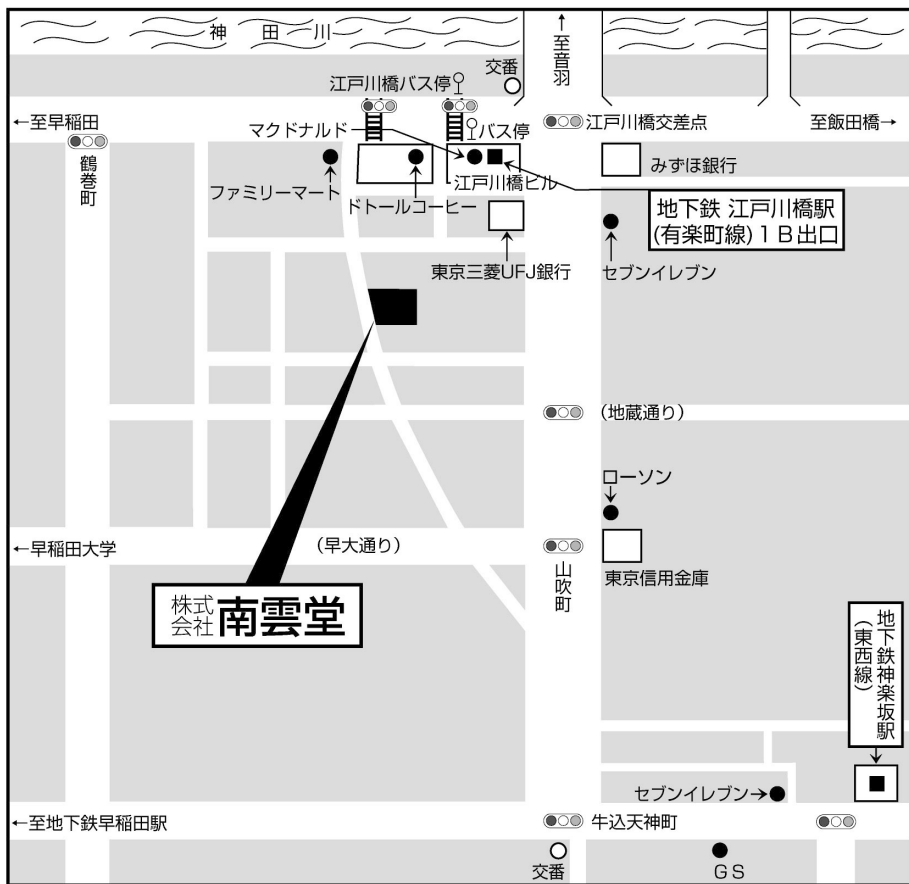 神田川
↑至音羽
交番
江戸川橋バス停
←至早稲田
江戸川橋交差点
至飯田橋→
マクドナルド
バス停
鶴巻町
ファミリーマート
ドトールコーヒー
江戸川橋ビル
みずほ銀行
地下鉄 江戸川橋駅
(有楽町線)1B出口
東京三菱UFJ銀行
セブンイレブン
(地蔵通り)
ローソン
←早稲田大学
(早大通り)
山吹町
東京信用金庫
株式会社 南雲堂
地下鉄神楽坂駅
(東西線)
セブンイレブン→
←至地下鉄早稲田駅
牛込天神町
交番
GS